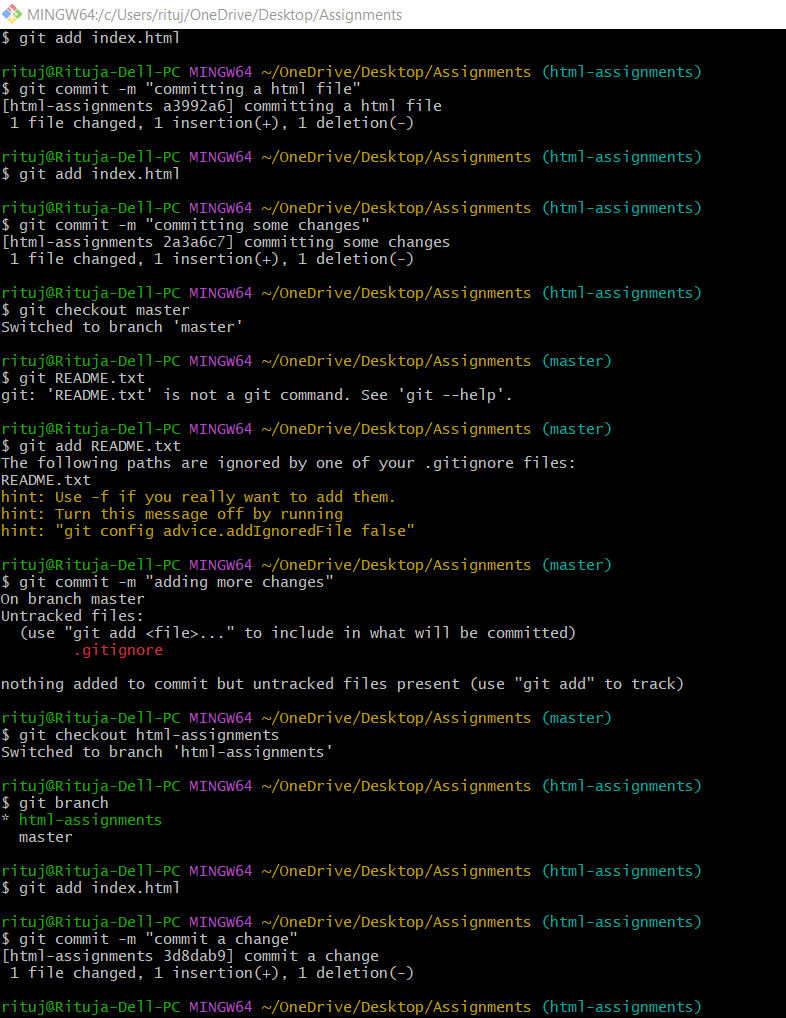 MINGW64:/c/Users/rituj/OneDrive/Desktop/Assignments
$ git add index.html
rituj@Rituja-Dell-PC MINGW64 ~/OneDrive/Desktop/Assignments (html-assignments)
$ git commit -m "committing a html file"
[html-assignments a3992a6] committing a html file
 1 file changed, 1 insertion(+), 1 deletion(-)
rituj@Rituja-Dell-PC MINGW64 ~/OneDrive/Desktop/Assignments (html-assignments)
$ git add index.html
rituj@Rituja-Dell-PC MINGW64 ~/OneDrive/Desktop/Assignments (html-assignments)
$ git commit -m "committing some changes"
[html-assignments 2a3a6c7] committing some changes
 1 file changed, 1 insertion(+), 1 deletion(-)
rituj@Rituja-Dell-PC MINGW64 ~/OneDrive/Desktop/Assignments (html-assignments)
$ git checkout master
Switched to branch 'master'
rituj@Rituja-Dell-PC MINGW64 ~/OneDrive/Desktop/Assignments (master)
$ git README.txt
git: 'README.txt' is not a git command. See 'git --help'.
rituj@Rituja-Dell-PC MINGW64 ~/OneDrive/Desktop/Assignments (master)
$ git add README.txt
The following paths are ignored by one of your .gitignore files:
README.txt
hint: Use -f if you really want to add them.
hint: Turn this message off by running
hint: "git config advice.addIgnoredFile false"
rituj@Rituja-Dell-PC MINGW64 ~/OneDrive/Desktop/Assignments (master)
$ git commit -m "adding more changes"
On branch master
Untracked files:
  (use "git add <file>..." to include in what will be committed)
        .gitignore
nothing added to commit but untracked files present (use "git add" to track)
rituj@Rituja-Dell-PC MINGW64 ~/OneDrive/Desktop/Assignments (master)
$ git checkout html-assignments
Switched to branch 'html-assignments'
rituj@Rituja-Dell-PC MINGW64 ~/OneDrive/Desktop/Assignments (html-assignments)
$ git branch
* html-assignments
  master
rituj@Rituja-Dell-PC MINGW64 ~/OneDrive/Desktop/Assignments (html-assignments)
$ git add index.html
rituj@Rituja-Dell-PC MINGW64 ~/OneDrive/Desktop/Assignments (html-assignments)
$ git commit -m "commit a change"
[html-assignments 3d8dab9] commit a change
 1 file changed, 1 insertion(+), 1 deletion(-)
rituj@Rituja-Dell-PC MINGW64 ~/OneDrive/Desktop/Assignments (html-assignments)